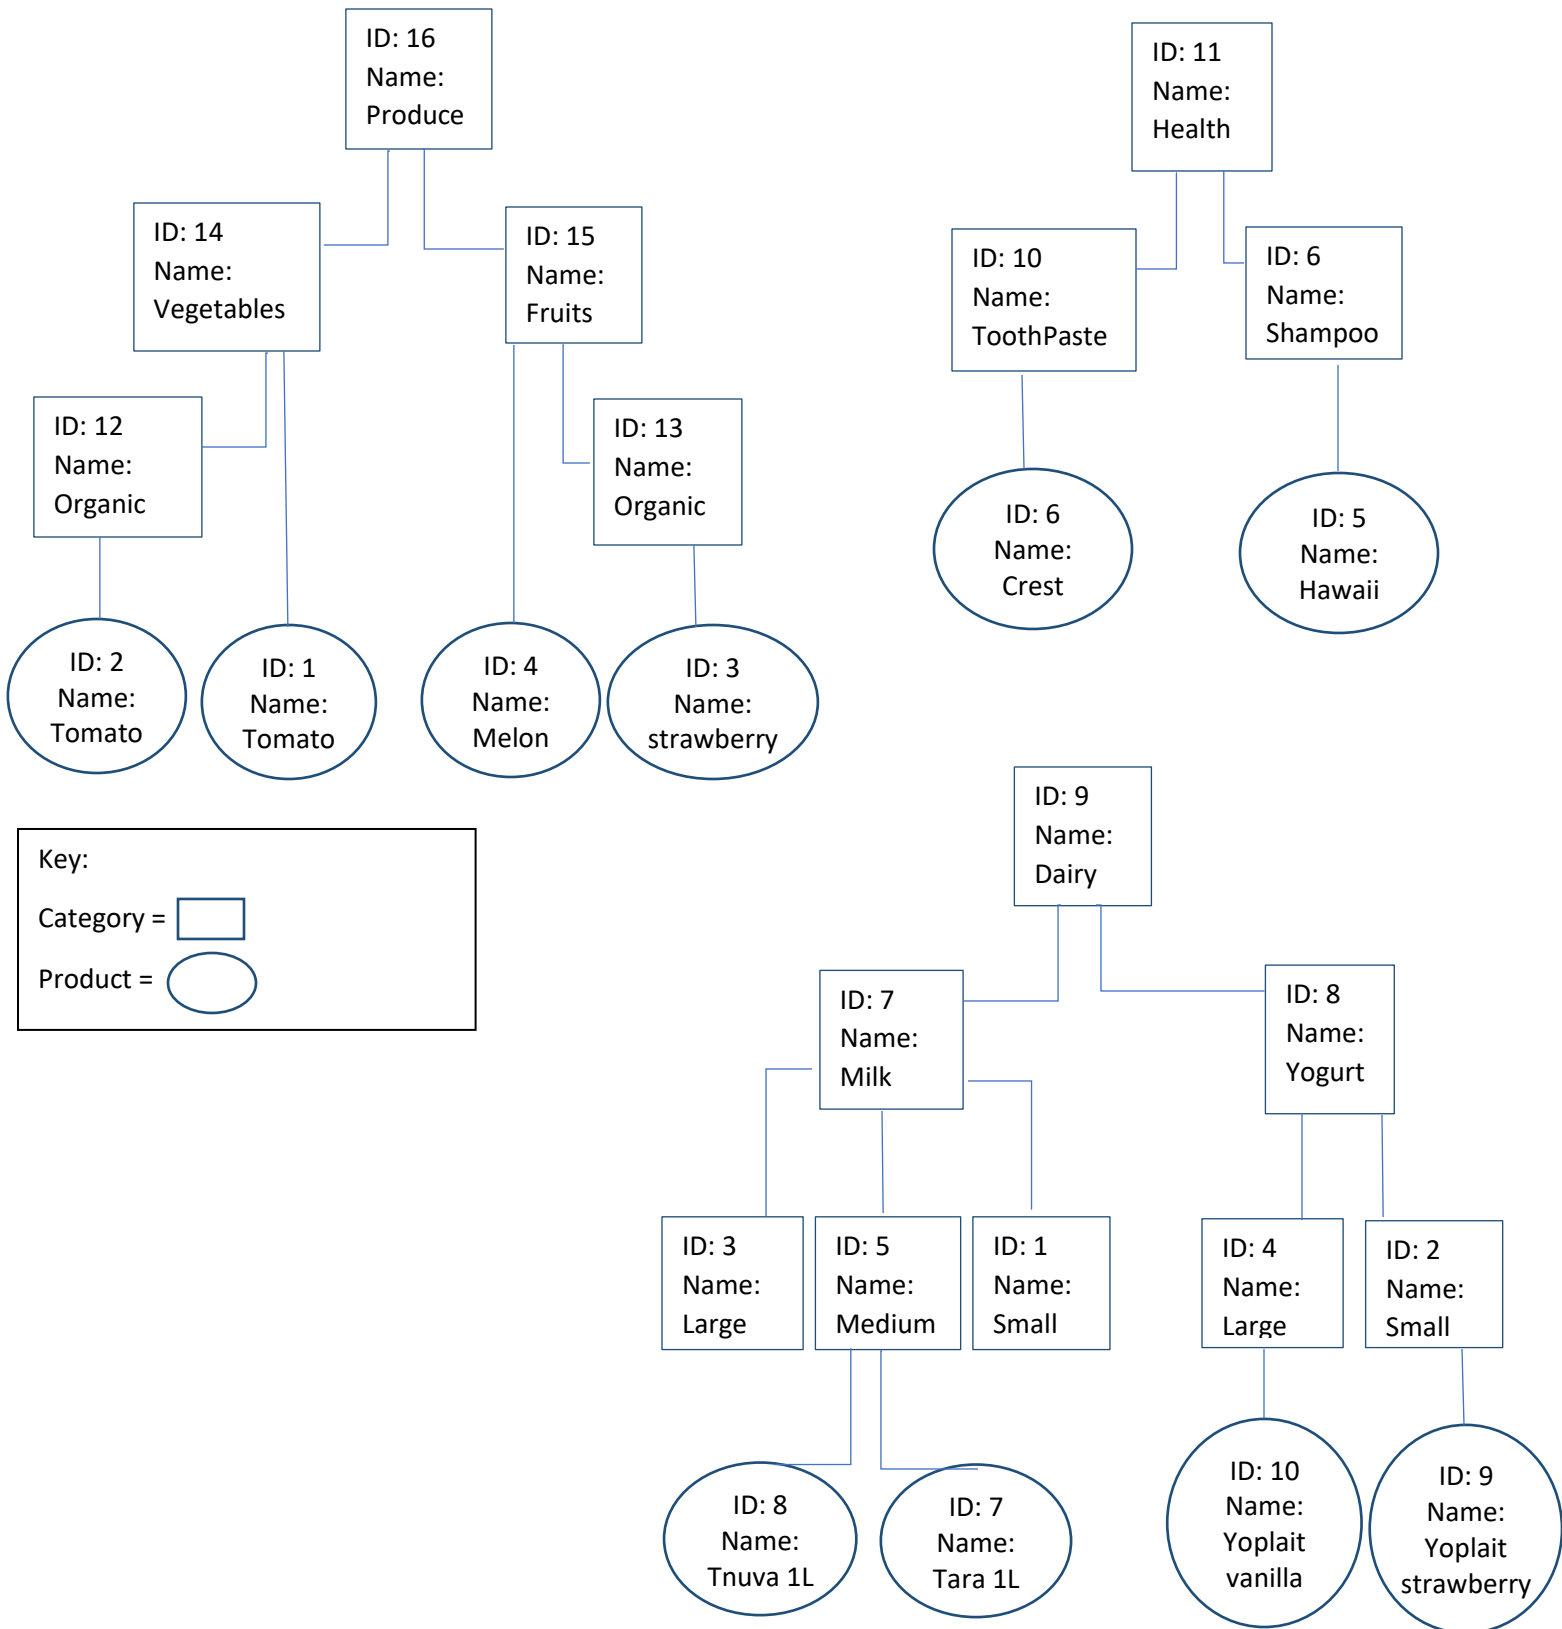 ID: 16
Name:
Produce
ID: 11
Name:
Health
ID: 14
Name:
Vegetables
ID: 15
Name:
Fruits
ID: 10
Name:
ToothPaste
ID: 6
Name:
Shampoo
ID: 12
Name:
Organic
ID: 13
Name:
Organic
ID: 6
Name:
Crest
ID: 5
Name:
Hawaii
ID: 2
Name:
Tomato
ID: 1
Name:
Tomato
ID: 4
Name:
Melon
ID: 3
Name:
strawberry
Key:
Category =
Product =
ID: 9
Name:
Dairy
ID: 7
Name:
Milk
ID: 8
Name:
Yogurt
ID: 3
Name:
Large
ID: 5
Name:
Medium
ID: 1
Name:
Small
ID: 4
Name:
Large
ID: 2
Name:
Small
ID: 8
Name:
Tnuva 1L
ID: 7
Name:
Tara 1L
ID: 10
Name:
Yoplait
vanilla
ID: 9
Name:
Yoplait
strawberry